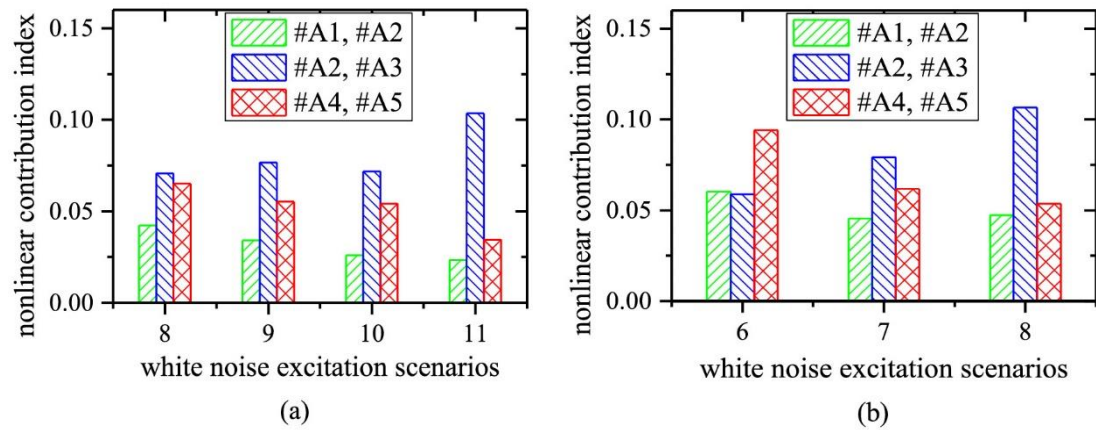 nonlinear contribution index
0.15
0.10
0.05
0.00
#A1, #A2
#A2, #A3
#A4, #A5
8 9 10 11
white noise excitation scenarios
(a)
nonlinear contribution index
0.15
0.10
0.05
0.00
#A1, #A2
#A2, #A3
#A4, #A5
6 7 8
white noise excitation scenarios
(b)